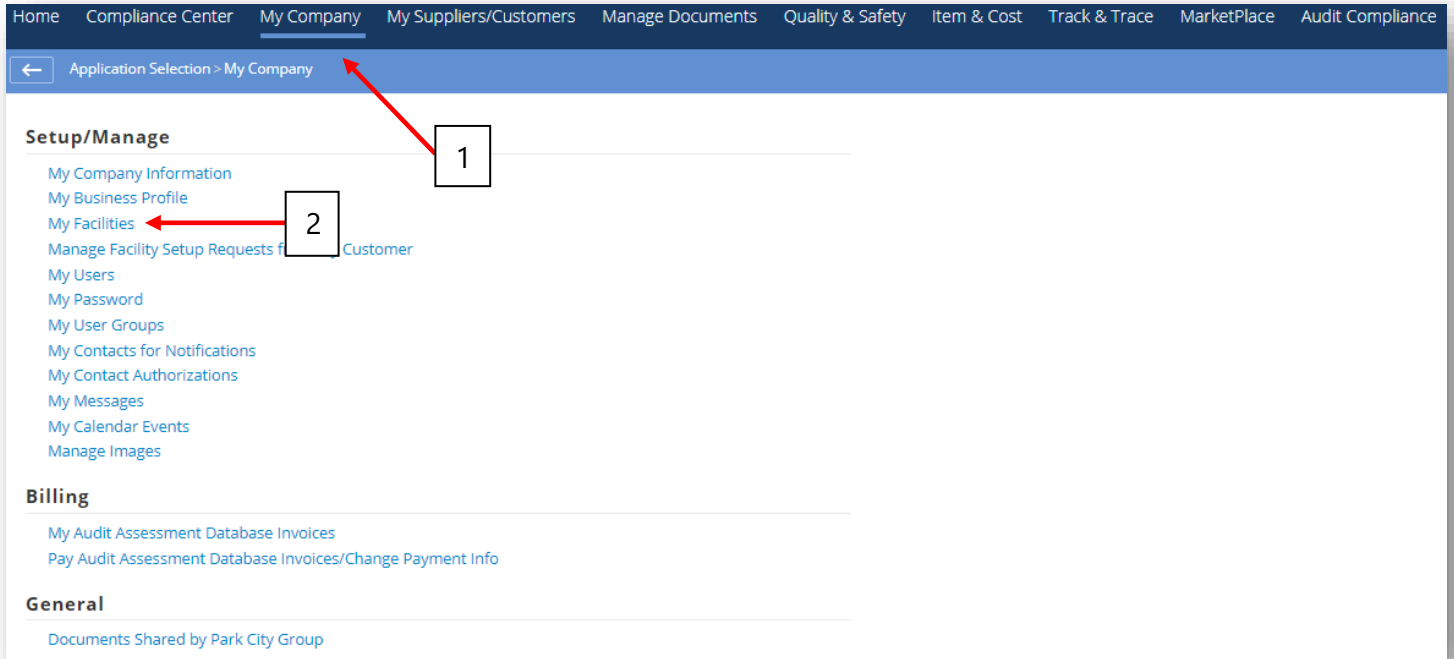 Home Compliance Center My Company My Suppliers/Customers Manage Documents Quality & Safety Item & Cost Track & Trace MarketPlace Audit Compliance
Application Selection > My Company
Setup/Manage
1
My Company Information
My Business Profile
My Facilities
2
Manage Facility Setup Requests f Customer
My Users
My Password
My User Groups
My Contacts for Notifications
My Contact Authorizations
My Messages
My Calendar Events
Manage Images
Billing
My Audit Assessment Database Invoices
Pay Audit Assessment Database Invoices/Change Payment Info
General
Documents Shared by Park City Group